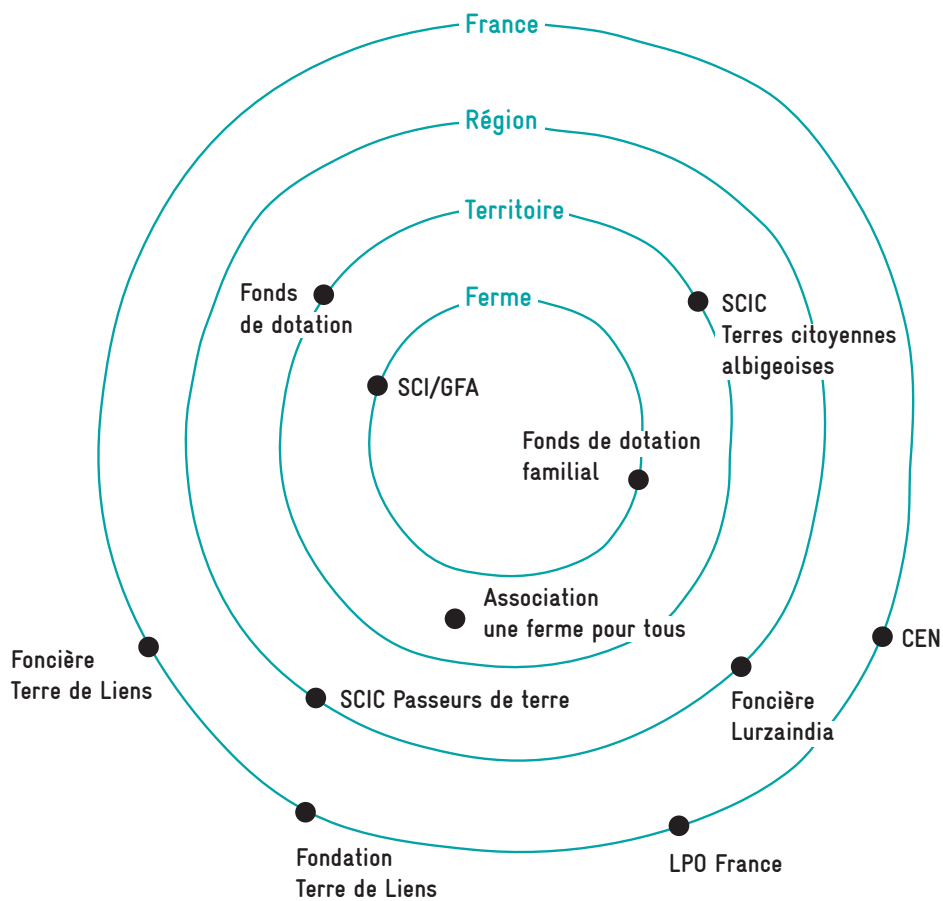 France
Région
Territoire
Ferme
Fonds
de dotation
SCIC
Terres citoyennes
albigeoises
SCI/GFA
Fonds de dotation
familial
Association
une ferme pour tous
CEN
Foncière
Terre de Liens
SCIC Passeurs de terre
Foncière
Lurzaindia
Fondation
Terre de Liens
LPO France